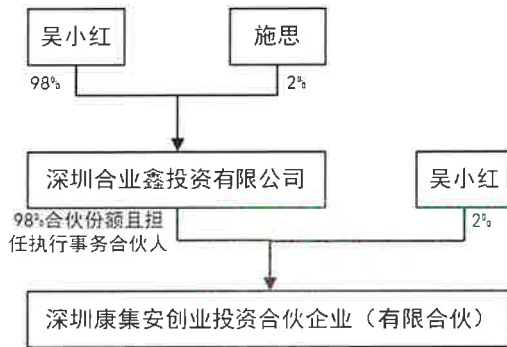 吴小红
施思
98%
2%
深圳合业鑫投资有限公司
吴小红
98%合伙份额且担
任执行事务合伙人
2%
深圳康集安创业投资合伙企业（有限合伙）